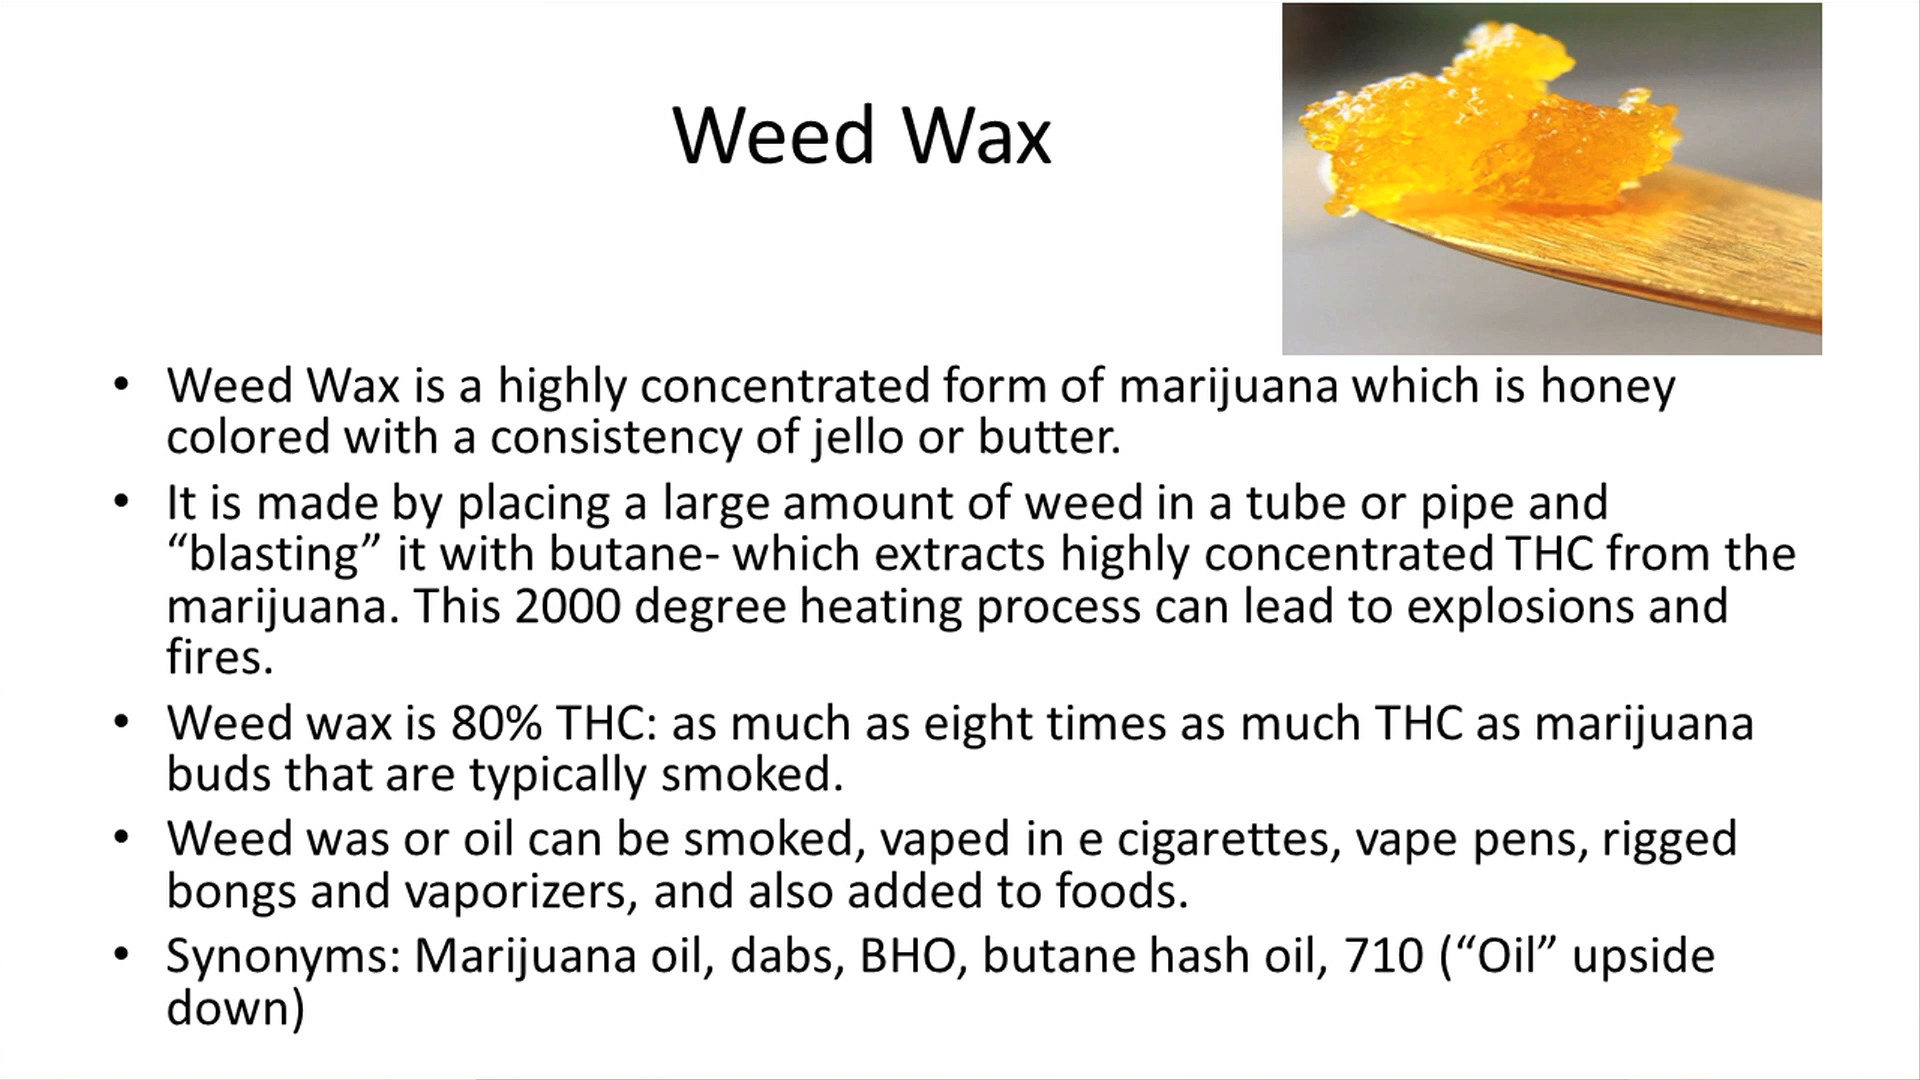 Weed Wax
• Weed Wax is a highly concentrated form of marijuana which is honey
colored with a consistency of jello or butter.
• It is made by placing a large amount of weed in a tube or pipe and
“blasting” it with butane- which extracts highly concentrated THC from the
marijuana. This 2000 degree heating process can lead to explosions and
fires.
• Weed wax is 80% THC: as much as eight times as much THC as marijuana
buds that are typically smoked.
• Weed was or oil can be smoked, vaped in e cigarettes, vape pens, rigged
bongs and vaporizers, and also added to foods.
• Synonyms: Marijuana oil, dabs, BHO, butane hash oil, 710 (“Oil” upside
down)